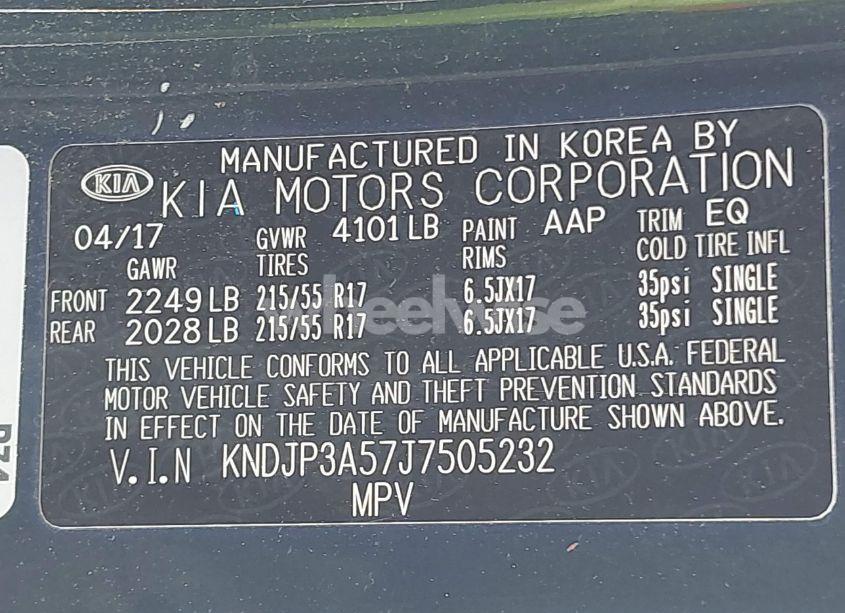 MANUFACTURED IN KOREA BY
KIA KIA MOTORS CORPORATION
04/17 GVWR 4101 LB PAINT AAP TRIM EQ
GAWR TIRES RIMS COLD TIRE INFL
FRONT 2249 LB 215/55 R17 6.5JX17 35psi SINGLE
REAR 2028 LB 215/55 R17 6.5JX17 35psi SINGLE
THIS VEHICLE CONFORMS TO ALL APPLICABLE U.S.A. FEDERAL
MOTOR VEHICLE SAFETY AND THEFT PREVENTION STANDARDS
IN EFFECT ON THE DATE OF MANUFACTURE SHOWN ABOVE.
V.I.N KNDJP3A57J7505232
MPV